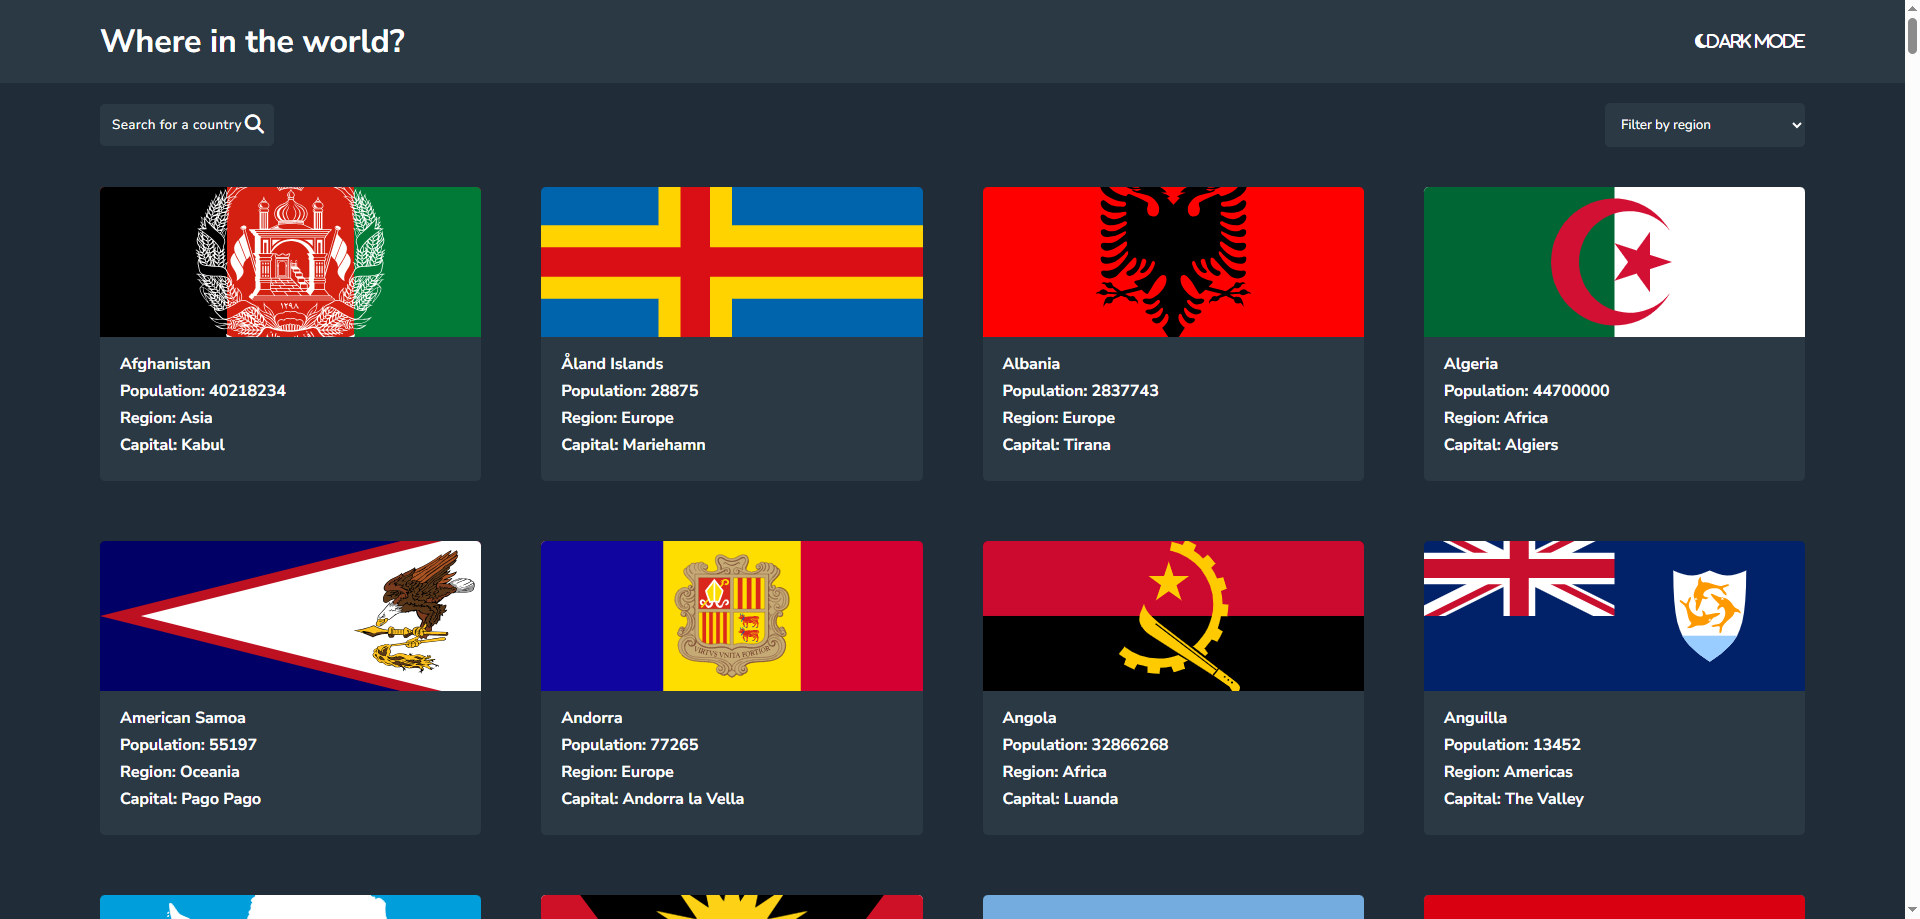 Where in the world?
DARK MODE
Search for a country
Filter by region
Afghanistan
Population: 40218234
Region: Asia
Capital: Kabul
Åland Islands
Population: 28875
Region: Europe
Capital: Mariehamn
Albania
Population: 2837743
Region: Europe
Capital: Tirana
Algeria
Population: 44700000
Region: Africa
Capital: Algiers
VIRTVS VNITA FORTIOR
American Samoa
Population: 55197
Region: Oceania
Capital: Pago Pago
Andorra
Population: 77265
Region: Europe
Capital: Andorra la Vella
Angola
Population: 32866268
Region: Africa
Capital: Luanda
Anguilla
Population: 13452
Region: Americas
Capital: The Valley